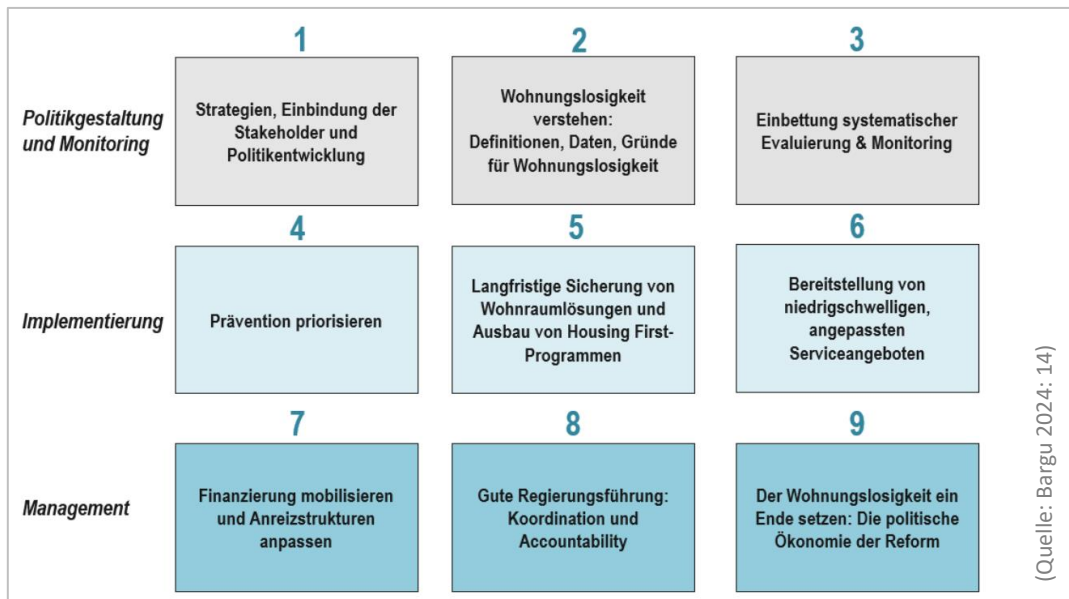 1
2
3
Politikgestaltung
und Monitoring
Strategien, Einbindung der
Stakeholder und
Politikentwicklung
Wohnungslosigkeit
verstehen:
Definitionen, Daten, Gründe
für Wohnungslosigkeit
Einbettung systematischer
Evaluierung & Monitoring
4
5
6
Implementierung
Prävention priorisieren
Langfristige Sicherung von
Wohnraumlösungen und
Ausbau von Housing First-
Programmen
Bereitstellung von
niedrigschwelligen,
angepassten
Serviceangeboten
7
8
9
Management
Finanzierung mobilisieren
und Anreizstrukturen
anpassen
Gute Regierungsführung:
Koordination und
Accountability
Der Wohnungslosigkeit ein
Ende setzen: Die politische
Ökonomie der Reform
(Quelle: Bargu 2024: 14)